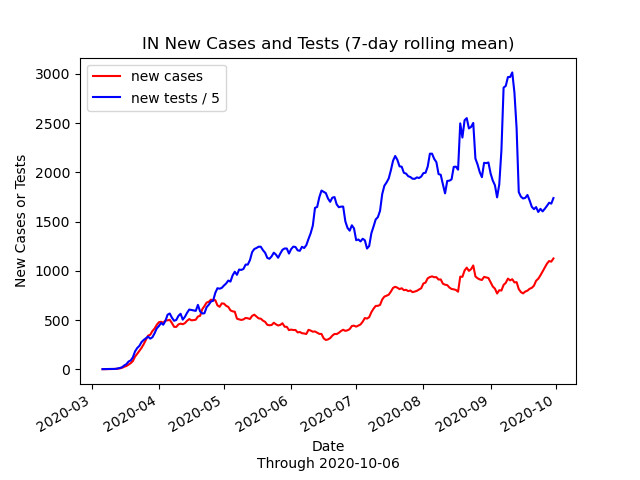 IN New Cases and Tests (7-day rolling mean)
new cases
new tests / 5
3000
2500
2000
1500
1000
500
0
New Cases or Tests
2020-03
2020-04
2020-05
2020-06
2020-07
2020-08
2020-09
2020-10
Date
Through 2020-10-06